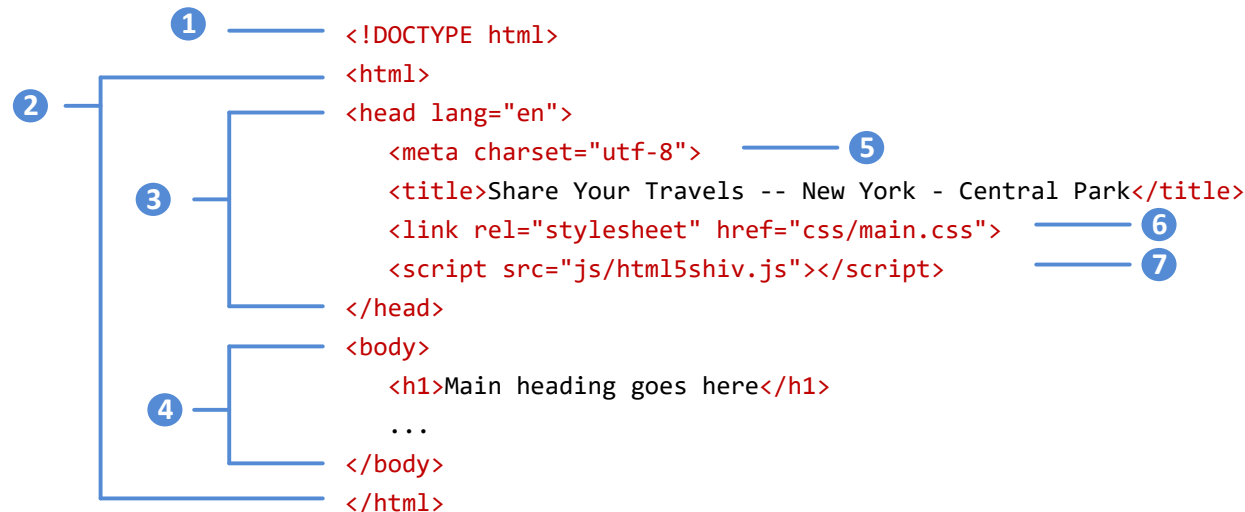 1 <!DOCTYPE html>
<html>
2 <head lang="en">
<meta charset="utf-8"> 5
3 <title>Share Your Travels -- New York - Central Park</title>
<link rel="stylesheet" href="css/main.css"> 6
<script src="js/html5shiv.js"></script> 7
</head>
<body>
<h1>Main heading goes here</h1>
4 ...
</body>
</html>